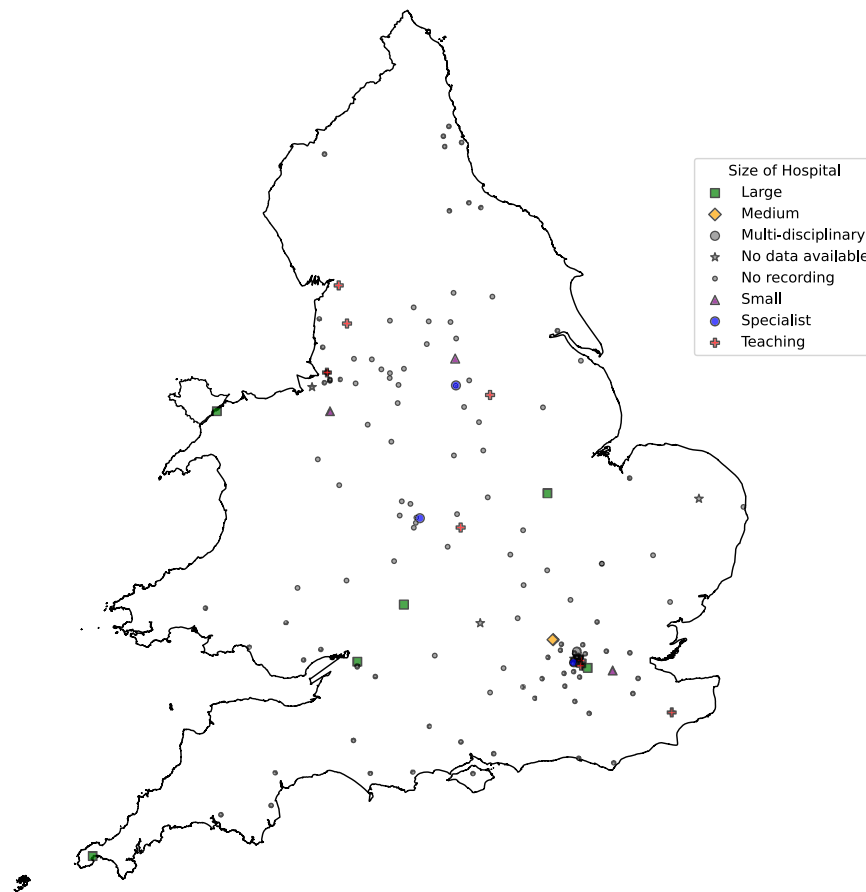 Size of Hospital
Large
Medium
Multi-disciplinary
No data available
No recording
Small
Specialist
Teaching